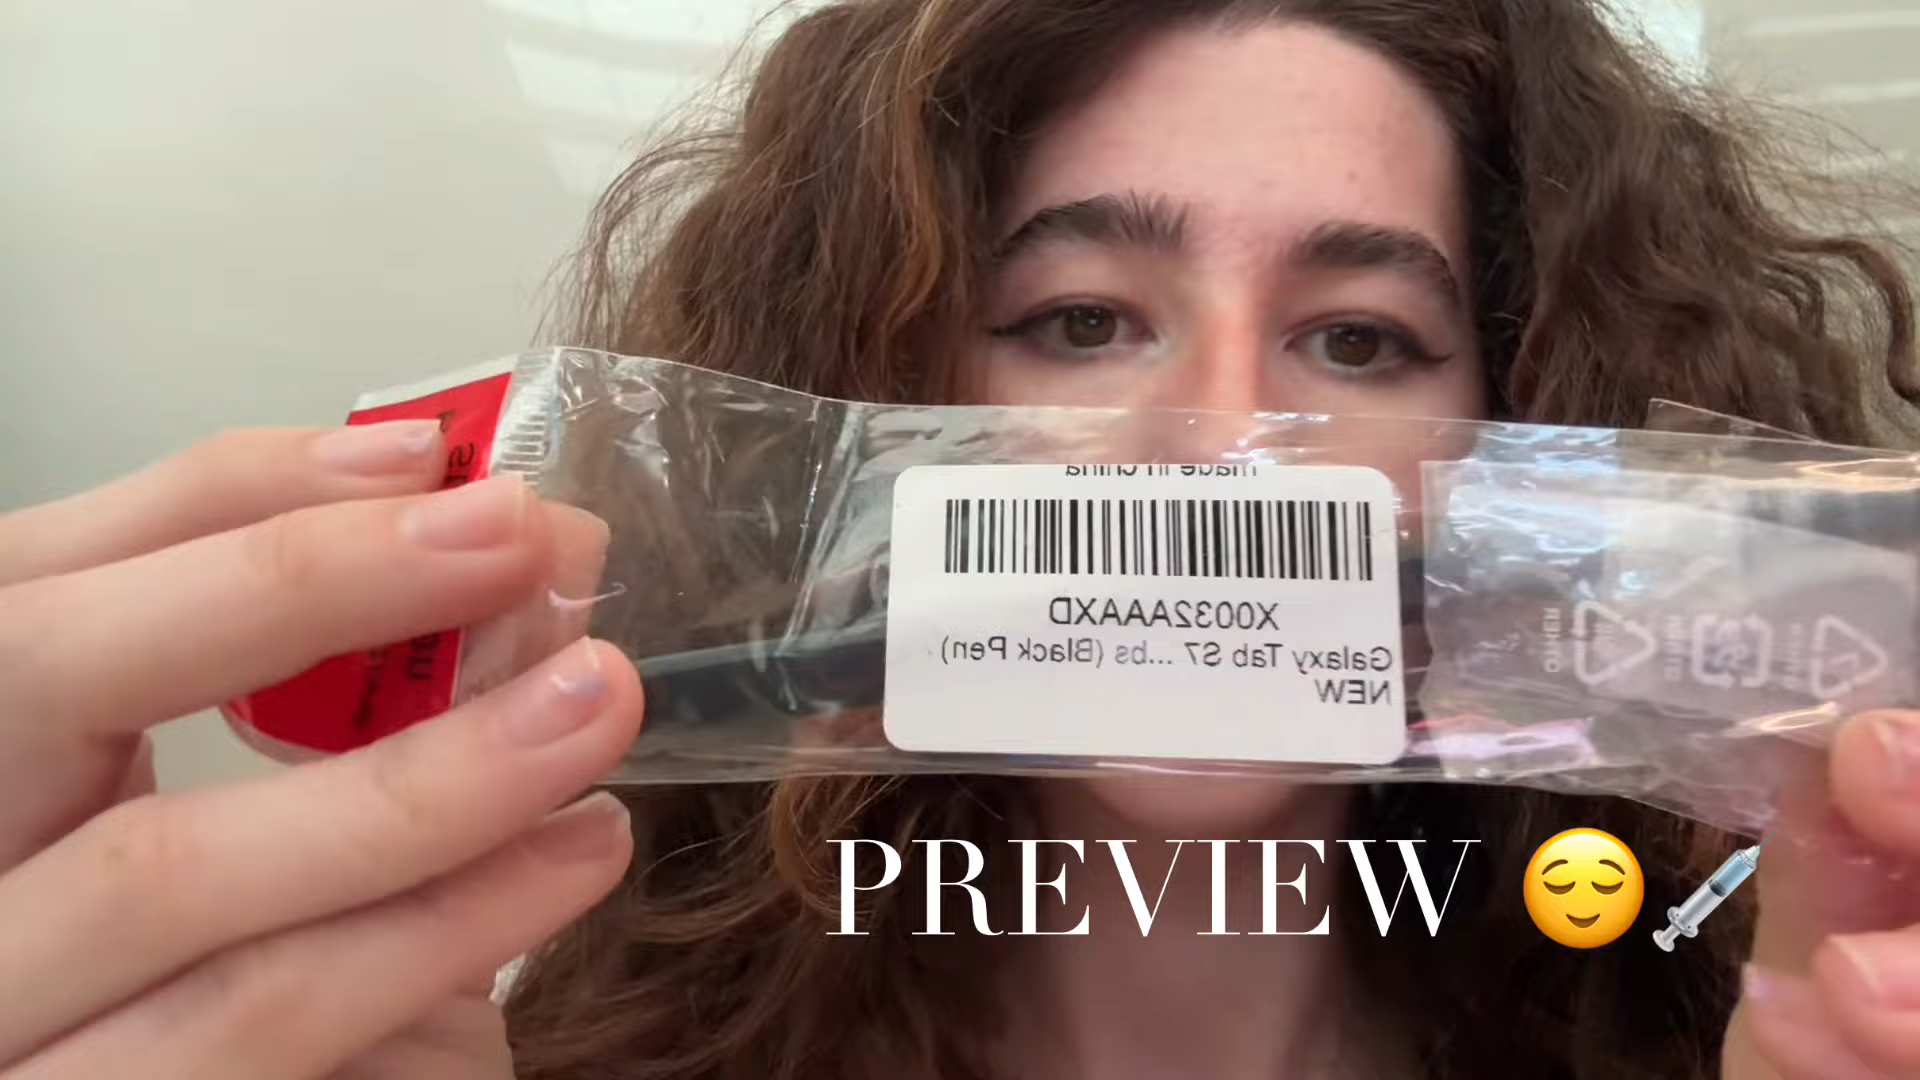 made in china
X0032AAAXD
Galaxy Tab S7 ...bs (Black Pen)
NEW
PREVIEW 😌💉